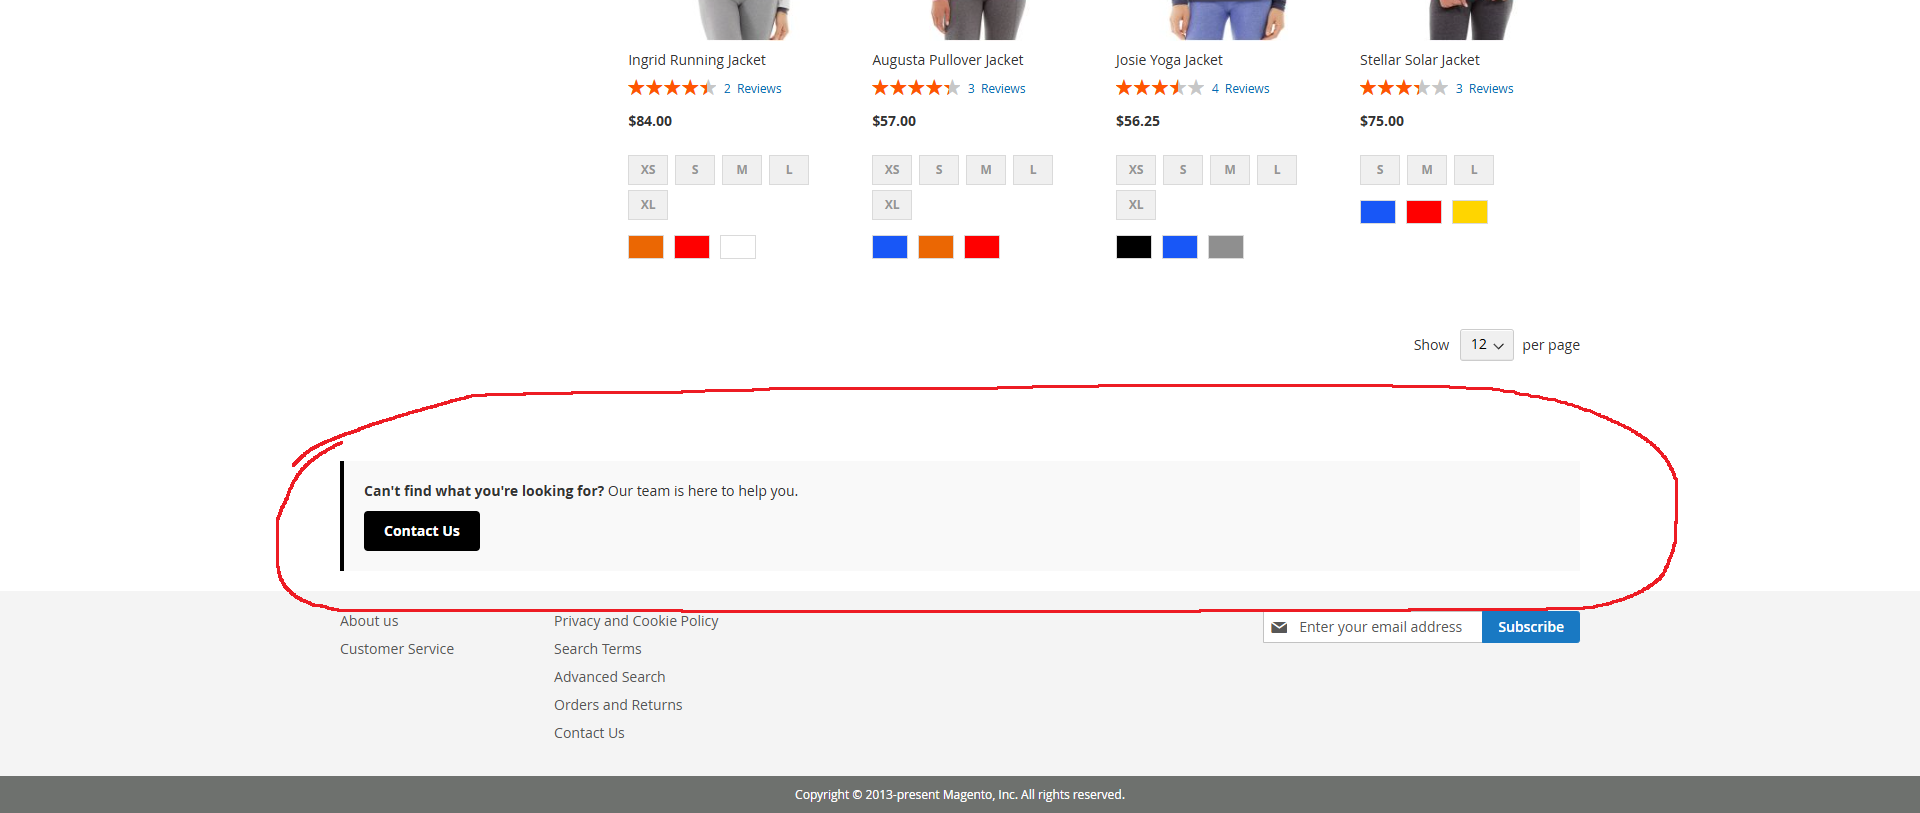 Ingrid Running Jacket Augusta Pullover Jacket Josie Yoga Jacket Stellar Solar Jacket
2 Reviews 3 Reviews 4 Reviews 3 Reviews
$84.00 $57.00 $56.25 $75.00
XS S M L XS S M L XS S M L S M L
XL XL XL
Show 12 per page
Can't find what you're looking for? Our team is here to help you.
Contact Us
About us Privacy and Cookie Policy Enter your email address Subscribe
Customer Service Search Terms
Advanced Search
Orders and Returns
Contact Us
Copyright © 2013-present Magento, Inc. All rights reserved.